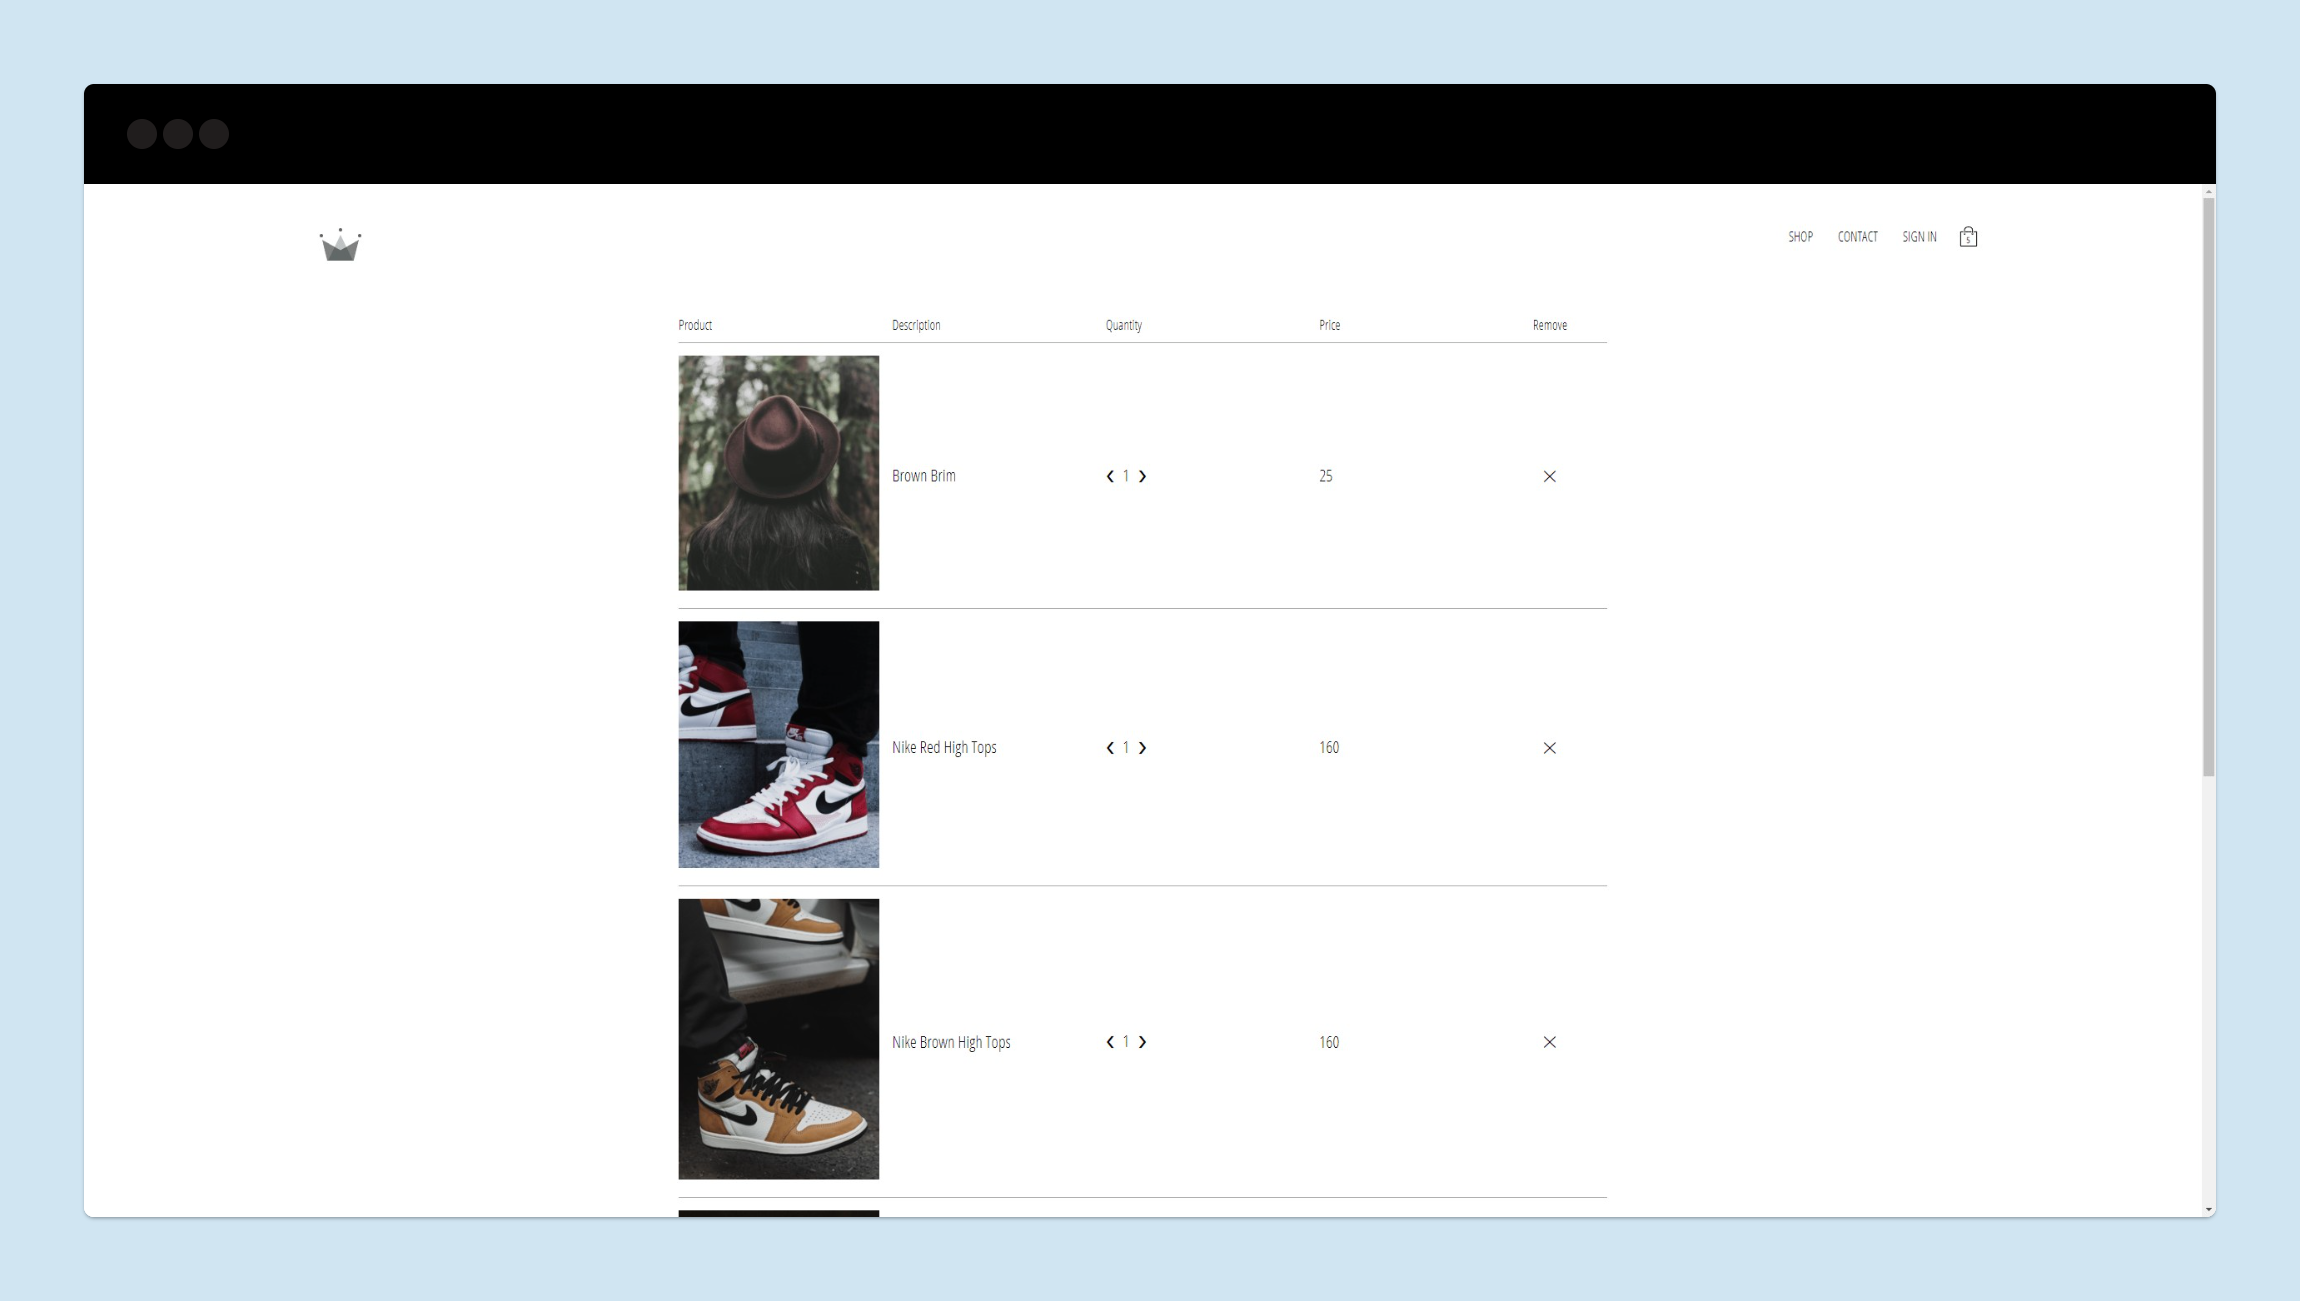 SHOP CONTACT SIGN IN 5
Product Description Quantity Price Remove
Brown Brim ❮ 1 ❯ 25 ✕
Nike Red High Tops ❮ 1 ❯ 160 ✕
Nike Brown High Tops ❮ 1 ❯ 160 ✕